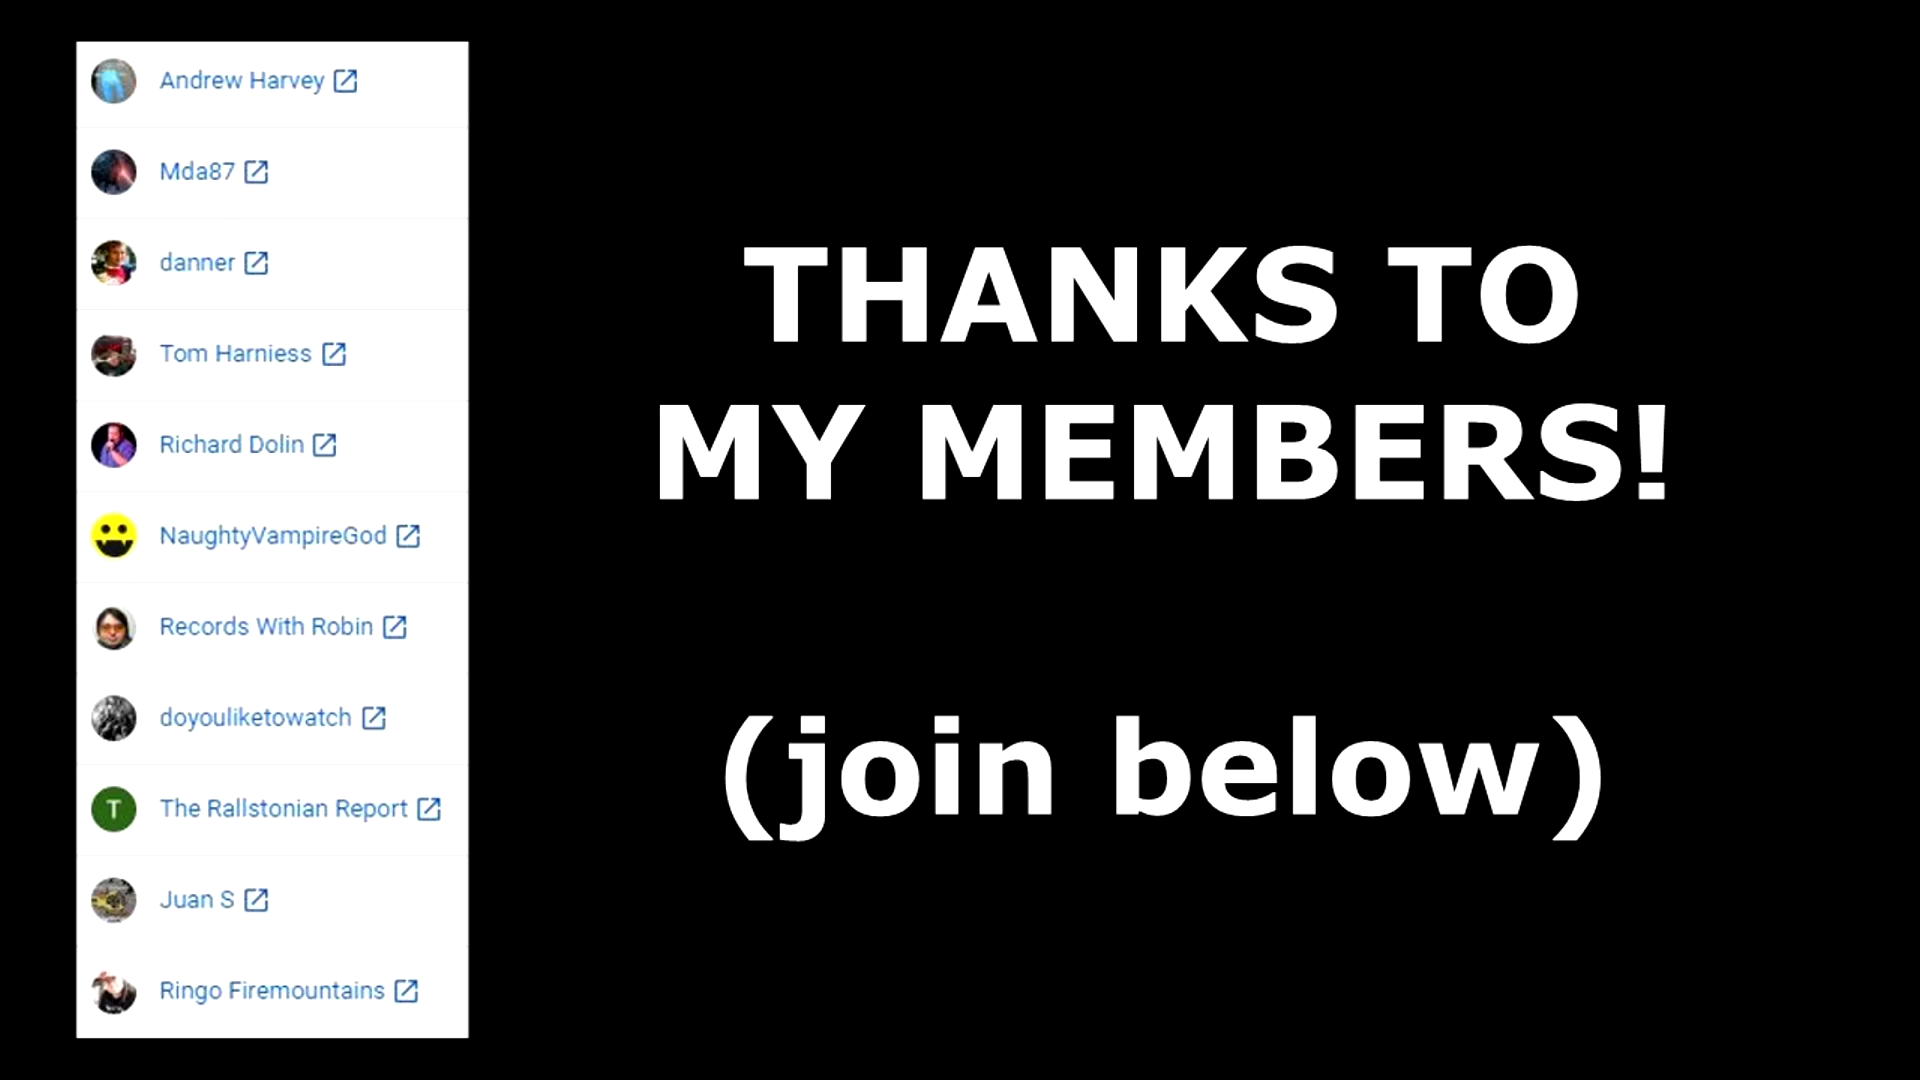 Andrew Harvey
Mda87
danner
Tom Harniess
Richard Dolin
NaughtyVampireGod
Records With Robin
doyouliketowatch
T
The Rallstonian Report
Juan S
Ringo Firemountains
THANKS TO
MY MEMBERS!
(join below)